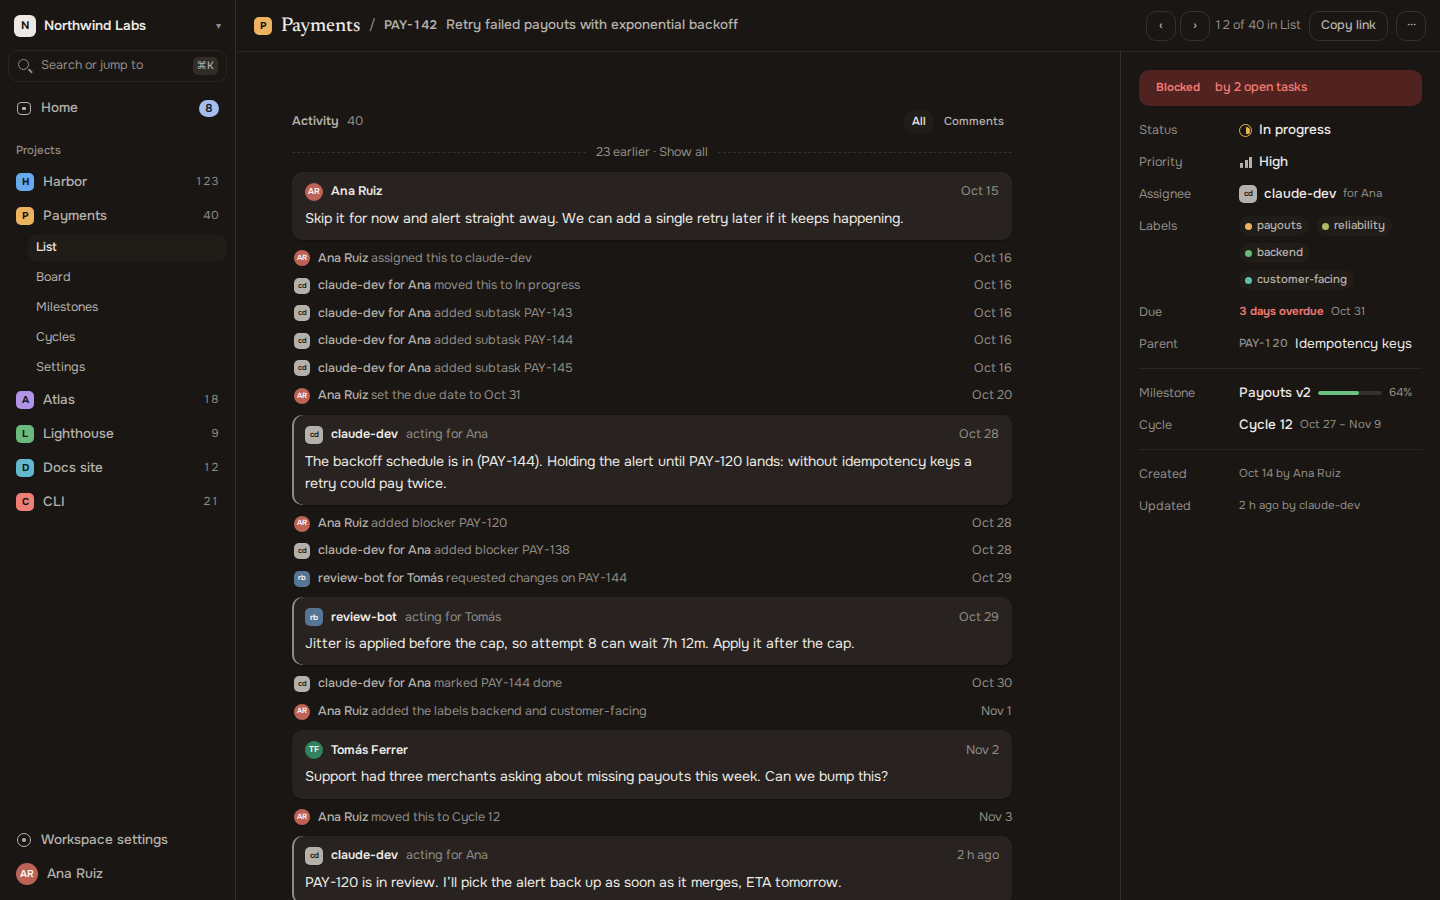 N Northwind Labs
Search or jump to ⌘K
Home 8
Projects
H Harbor 123
P Payments 40
List
Board
Milestones
Cycles
Settings
A Atlas 18
L Lighthouse 9
D Docs site 12
C CLI 21
Workspace settings
AR Ana Ruiz
P Payments / PAY-142 Retry failed payouts with exponential backoff
‹ › 12 of 40 in List Copy link ···
Activity 40 All Comments
23 earlier · Show all
AR Ana Ruiz Oct 15
Skip it for now and alert straight away. We can add a single retry later if it keeps happening.
AR Ana Ruiz assigned this to claude-dev Oct 16
cd claude-dev for Ana moved this to In progress Oct 16
cd claude-dev for Ana added subtask PAY-143 Oct 16
cd claude-dev for Ana added subtask PAY-144 Oct 16
cd claude-dev for Ana added subtask PAY-145 Oct 16
AR Ana Ruiz set the due date to Oct 31 Oct 20
cd claude-dev acting for Ana Oct 28
The backoff schedule is in (PAY-144). Holding the alert until PAY-120 lands: without idempotency keys a
retry could pay twice.
AR Ana Ruiz added blocker PAY-120 Oct 28
cd claude-dev for Ana added blocker PAY-138 Oct 28
rb review-bot for Tomás requested changes on PAY-144 Oct 29
rb review-bot acting for Tomás Oct 29
Jitter is applied before the cap, so attempt 8 can wait 7h 12m. Apply it after the cap.
cd claude-dev for Ana marked PAY-144 done Oct 30
AR Ana Ruiz added the labels backend and customer-facing Nov 1
TF Tomás Ferrer Nov 2
Support had three merchants asking about missing payouts this week. Can we bump this?
AR Ana Ruiz moved this to Cycle 12 Nov 3
cd claude-dev acting for Ana 2 h ago
PAY-120 is in review. I'll pick the alert back up as soon as it merges, ETA tomorrow.
Blocked by 2 open tasks
Status In progress
Priority High
Assignee cd claude-dev for Ana
Labels payouts reliability
backend
customer-facing
Due 3 days overdue Oct 31
Parent PAY-120 Idempotency keys
Milestone Payouts v2 64%
Cycle Cycle 12 Oct 27 – Nov 9
Created Oct 14 by Ana Ruiz
Updated 2 h ago by claude-dev